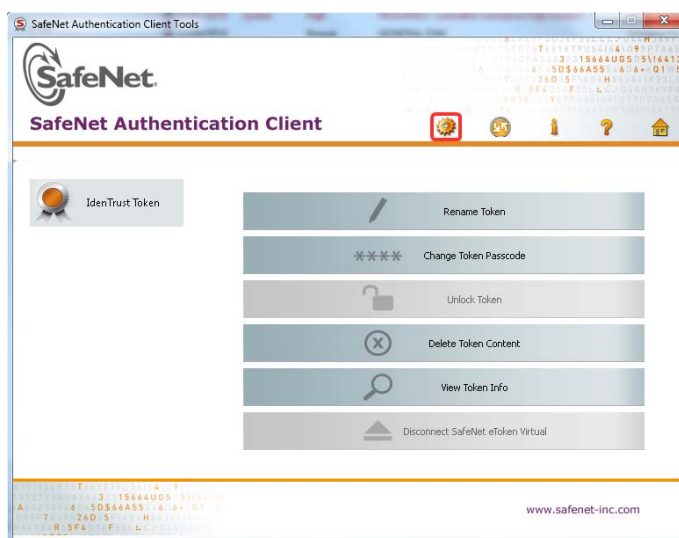 SafeNet Authentication Client Tools
SafeNet.
SafeNet Authentication Client
IdenTrust Token
Rename Token
**** Change Token Passcode
Unlock Token
Delete Token Content
View Token Info
Disconnect SafeNet eToken Virtual
www.safenet-inc.com